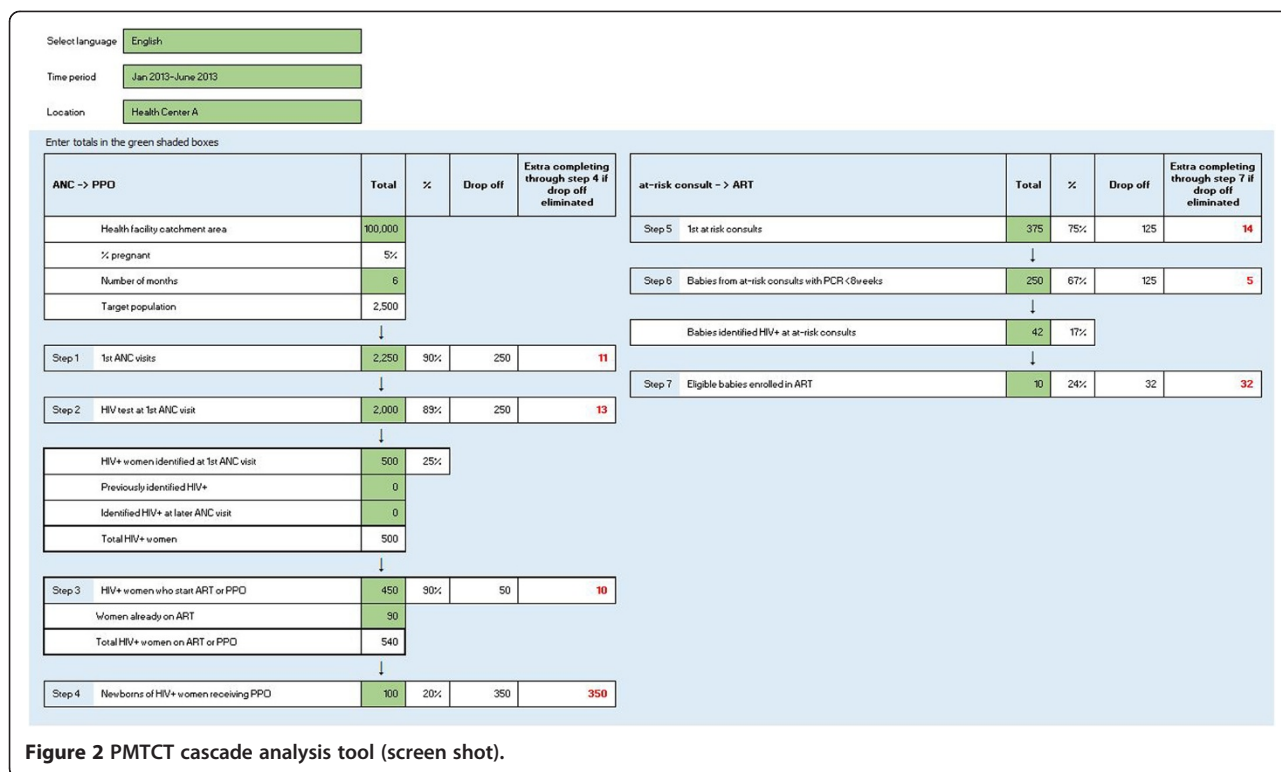 Select language English
Time period Jan 2013-June 2013
Location Health Center A
Enter totals in the green shaded boxes
ANC -> PPO Total % Drop off Extra completing through step 4 if drop off eliminated
Health facility catchment area 100,000
% pregnant 5%
Number of months 6
Target population 2,500
↓
Step 1 1st ANC visits 2,250 90% 250 11
↓
Step 2 HIV test at 1st ANC visit 2,000 89% 250 13
↓
HIV+ women identified at 1st ANC visit 500 25%
Previously identified HIV+ 0
Identified HIV+ at later ANC visit 0
Total HIV+ women 500
↓
Step 3 HIV+ women who start ART or PPO 450 90% 50 10
Women already on ART 90
Total HIV+ women on ART or PPO 540
↓
Step 4 Newborns of HIV+ women receiving PPO 100 20% 350 350
at-risk consult - > ART Total % Drop off Extra completing through step 7 if drop off eliminated
Step 5 1st at risk consults 375 75% 125 14
↓
Step 6 Babies from at-risk consults with PCR <8weeks 250 67% 125 5
↓
Babies identified HIV+ at at-risk consults 42 17%
↓
Step 7 Eligible babies enrolled in ART 10 24% 32 32
Figure 2 PMTCT cascade analysis tool (screen shot).